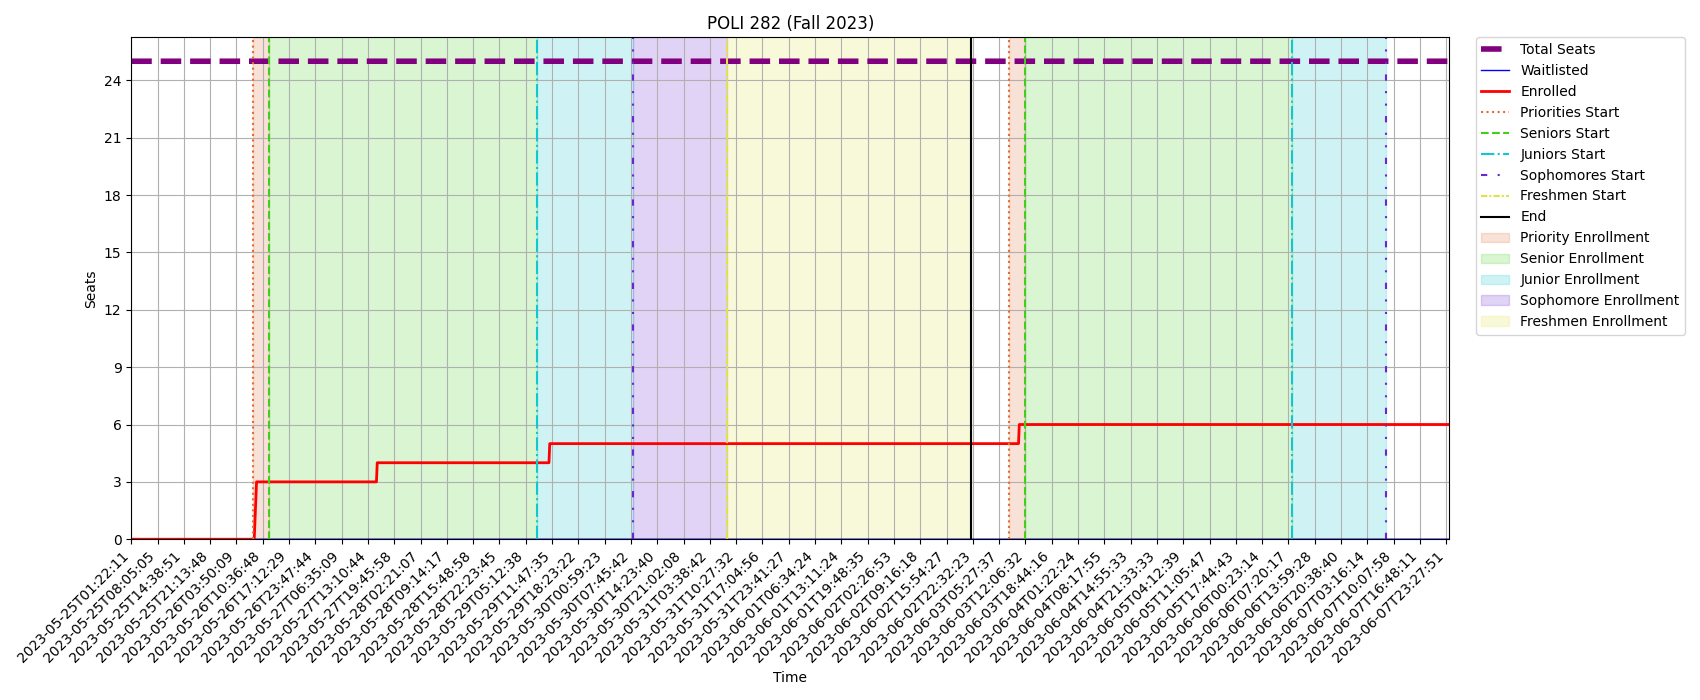 POLI 282 (Fall 2023)
Seats
24
21
18
15
12
9
6
3
0
2023-05-25T01:22:11
2023-05-25T08:05:05
2023-05-25T14:38:51
2023-05-25T21:13:48
2023-05-26T03:50:09
2023-05-26T10:36:48
2023-05-26T17:12:29
2023-05-26T23:47:44
2023-05-27T06:35:09
2023-05-27T13:10:44
2023-05-27T19:45:58
2023-05-28T02:21:07
2023-05-28T09:14:17
2023-05-28T15:48:58
2023-05-28T22:23:45
2023-05-29T05:12:38
2023-05-29T11:47:35
2023-05-29T18:23:22
2023-05-30T00:59:23
2023-05-30T07:45:42
2023-05-30T14:23:40
2023-05-30T21:02:08
2023-05-31T03:38:42
2023-05-31T10:27:32
2023-05-31T17:04:56
2023-05-31T23:41:27
2023-06-01T06:34:24
2023-06-01T13:11:24
2023-06-01T19:48:35
2023-06-02T02:26:53
2023-06-02T09:16:18
2023-06-02T15:54:27
2023-06-02T22:32:23
2023-06-03T05:27:37
2023-06-03T12:06:32
2023-06-03T18:44:16
2023-06-04T01:22:24
2023-06-04T08:17:55
2023-06-04T14:55:33
2023-06-04T21:33:33
2023-06-05T04:12:39
2023-06-05T11:05:47
2023-06-05T17:44:43
2023-06-06T00:23:14
2023-06-06T07:20:17
2023-06-06T13:59:28
2023-06-06T20:38:40
2023-06-07T03:16:14
2023-06-07T10:07:58
2023-06-07T16:48:11
2023-06-07T23:27:51
Time
Total Seats
Waitlisted
Enrolled
Priorities Start
Seniors Start
Juniors Start
Sophomores Start
Freshmen Start
End
Priority Enrollment
Senior Enrollment
Junior Enrollment
Sophomore Enrollment
Freshmen Enrollment